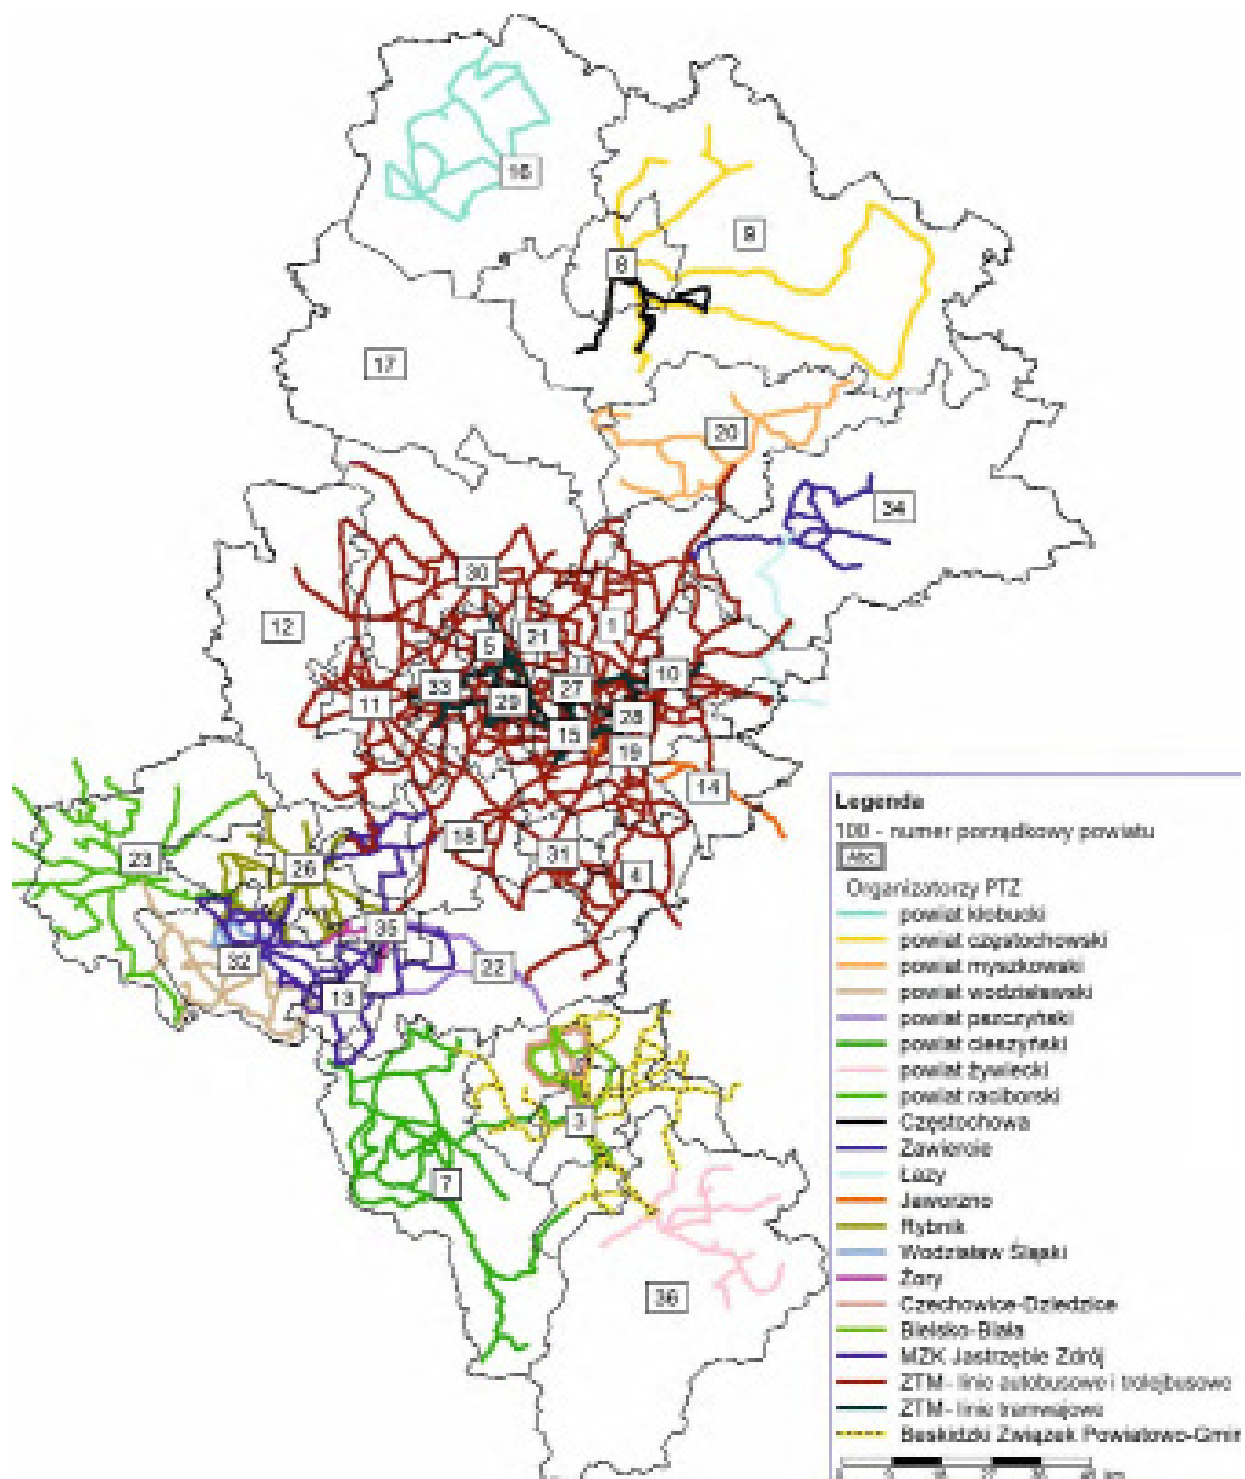 16
9
8
17
20
34
30
12
1
21
5
10
33
27
11
29
28
15
19
14
18
31
4
23
26
35
22
32
13
3
7
36
Legenda
100 - numer porządkowy powiatu
Abc
Organizatorzy PTZ
powiat kłobucki
powiat częstochowski
powiat myszkowski
powiat wodzisławski
powiat pszczyński
powiat cieszyński
powiat żywiecki
powiat raciborski
Częstochowa
Zawiercie
Łazy
Jaworzno
Rybnik
Wodzisław Śląski
Żory
Czechowice-Dziedzice
Bielsko-Biała
MZK Jastrzębie Zdrój
ZTM- linie autobusowe i trolejbusowe
ZTM- linie tramwajowe
Beskidzki Związek Powiatowo-Gmin